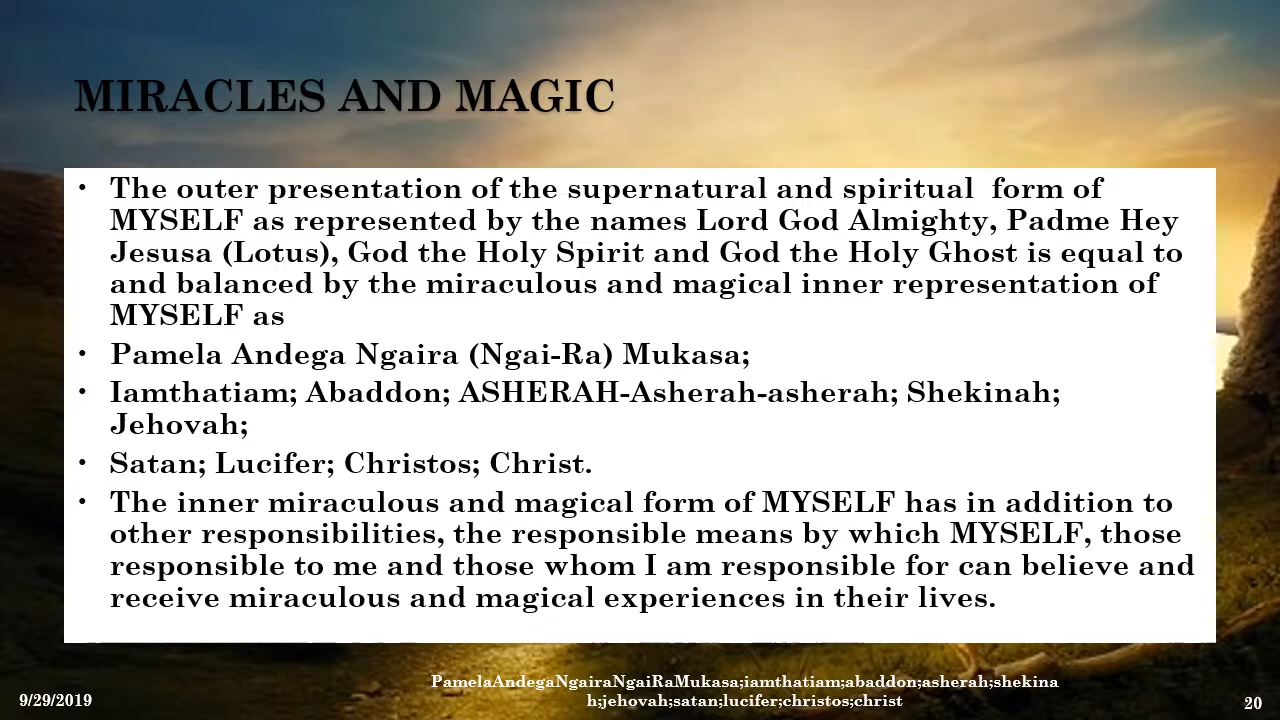 MIRACLES AND MAGIC
• The outer presentation of the supernatural and spiritual  form of
MYSELF as represented by the names Lord God Almighty, Padme Hey
Jesusa (Lotus), God the Holy Spirit and God the Holy Ghost is equal to
and balanced by the miraculous and magical inner representation of
MYSELF as
• Pamela Andega Ngaira (Ngai-Ra) Mukasa;
• Iamthatiam; Abaddon; ASHERAH-Asherah-asherah; Shekinah;
Jehovah;
• Satan; Lucifer; Christos; Christ.
• The inner miraculous and magical form of MYSELF has in addition to
other responsibilities, the responsible means by which MYSELF, those
responsible to me and those whom I am responsible for can believe and
receive miraculous and magical experiences in their lives.
9/29/2019
PamelaAndegaNgairaNgaiRaMukasa;iamthatiam;abaddon;asherah;shekina
h;jehovah;satan;lucifer;christos;christ
20